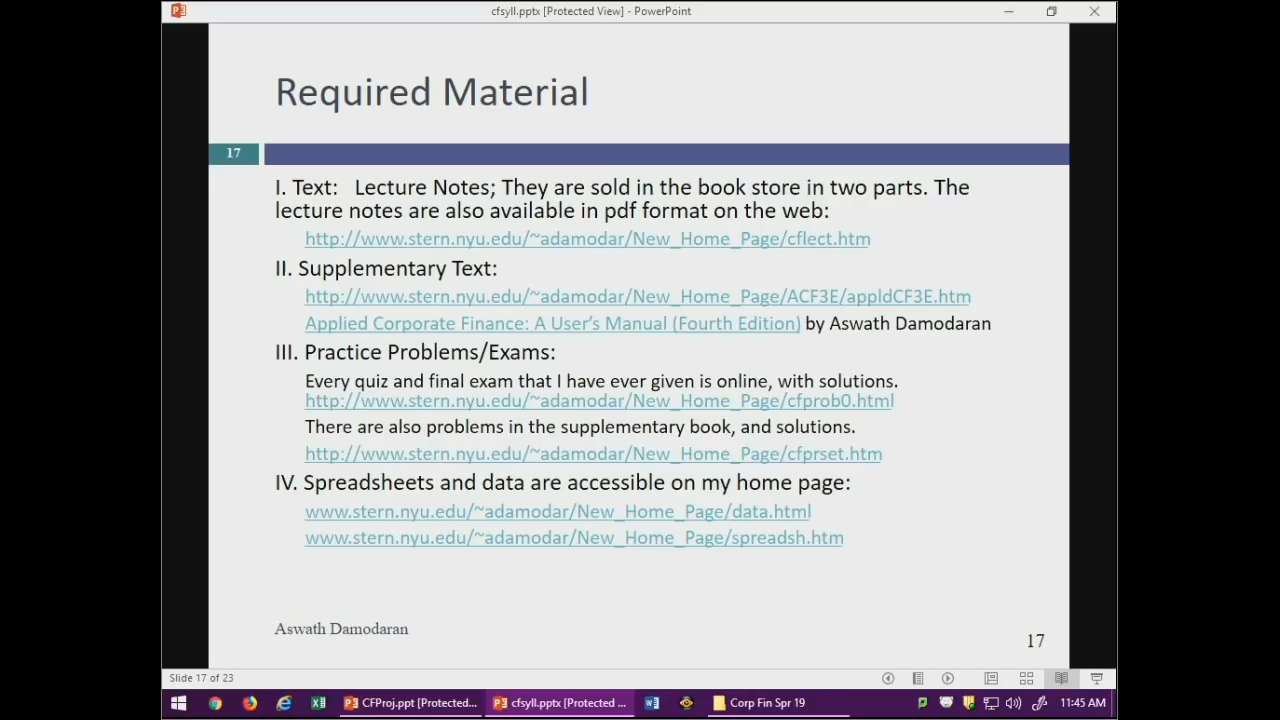 cfsyll.pptx [Protected View] - PowerPoint
Required Material
17
I. Text: Lecture Notes; They are sold in the book store in two parts. The
lecture notes are also available in pdf format on the web:
http://www.stern.nyu.edu/~adamodar/New_Home_Page/cflect.htm
II. Supplementary Text:
http://www.stern.nyu.edu/~adamodar/New_Home_Page/ACF3E/appldCF3E.htm
Applied Corporate Finance: A User’s Manual (Fourth Edition) by Aswath Damodaran
III. Practice Problems/Exams:
Every quiz and final exam that I have ever given is online, with solutions.
http://www.stern.nyu.edu/~adamodar/New_Home_Page/cfprob0.html
There are also problems in the supplementary book, and solutions.
http://www.stern.nyu.edu/~adamodar/New_Home_Page/cfprset.htm
IV. Spreadsheets and data are accessible on my home page:
www.stern.nyu.edu/~adamodar/New_Home_Page/data.html
www.stern.nyu.edu/~adamodar/New_Home_Page/spreadsh.htm
Aswath Damodaran
17
Slide 17 of 23
CFProj.ppt [Protected... cfsyll.pptx [Protected ... Corp Fin Spr 19 11:45 AM